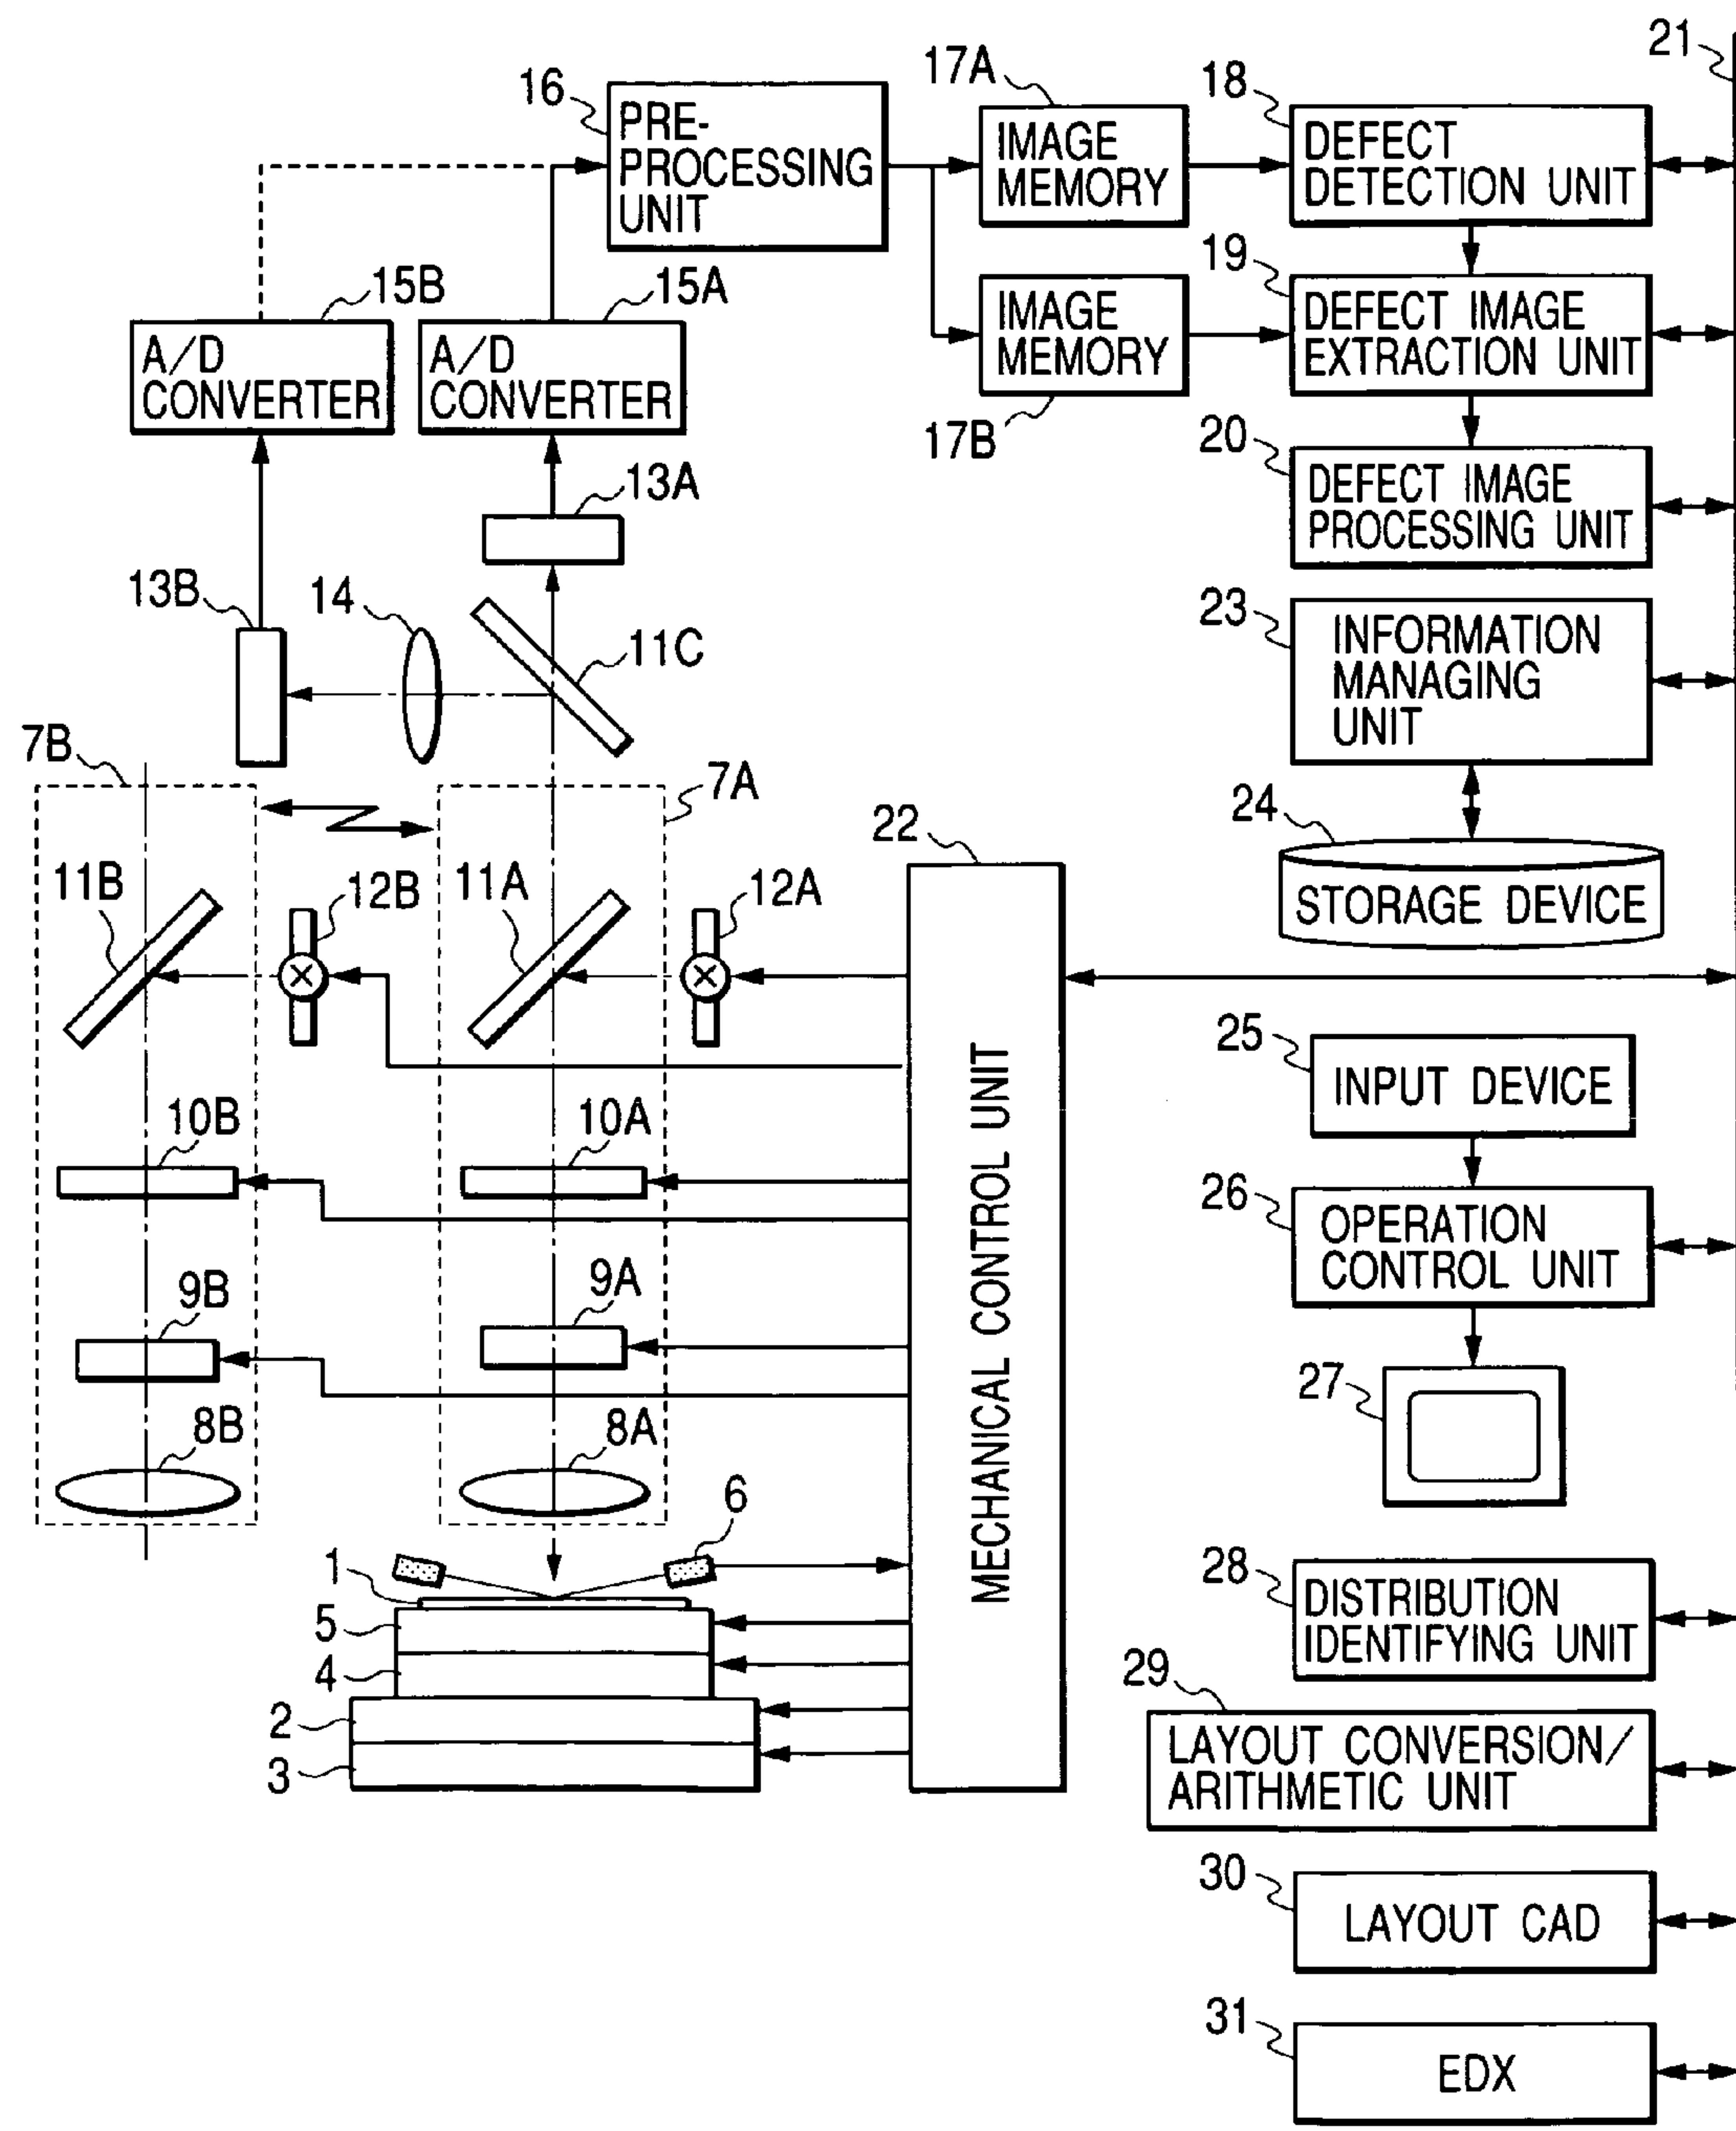 21
17A
18
16
PRE-
PROCESSING
UNIT
IMAGE
MEMORY
DEFECT
DETECTION UNIT
15B
15A
19
A/D
CONVERTER
A/D
CONVERTER
IMAGE
MEMORY
DEFECT IMAGE
EXTRACTION UNIT
17B
20
13A
DEFECT IMAGE
PROCESSING UNIT
13B
14
11C
23
INFORMATION
MANAGING
UNIT
7B
7A
22
24
STORAGE DEVICE
11B
12B
11A
12A
25
INPUT DEVICE
MECHANICAL CONTROL UNIT
10B
10A
26
OPERATION
CONTROL UNIT
9B
9A
27
8B
8A
6
1
5
4
2
3
28
DISTRIBUTION
IDENTIFYING UNIT
29
LAYOUT CONVERSION/
ARITHMETIC UNIT
30
LAYOUT CAD
31
EDX